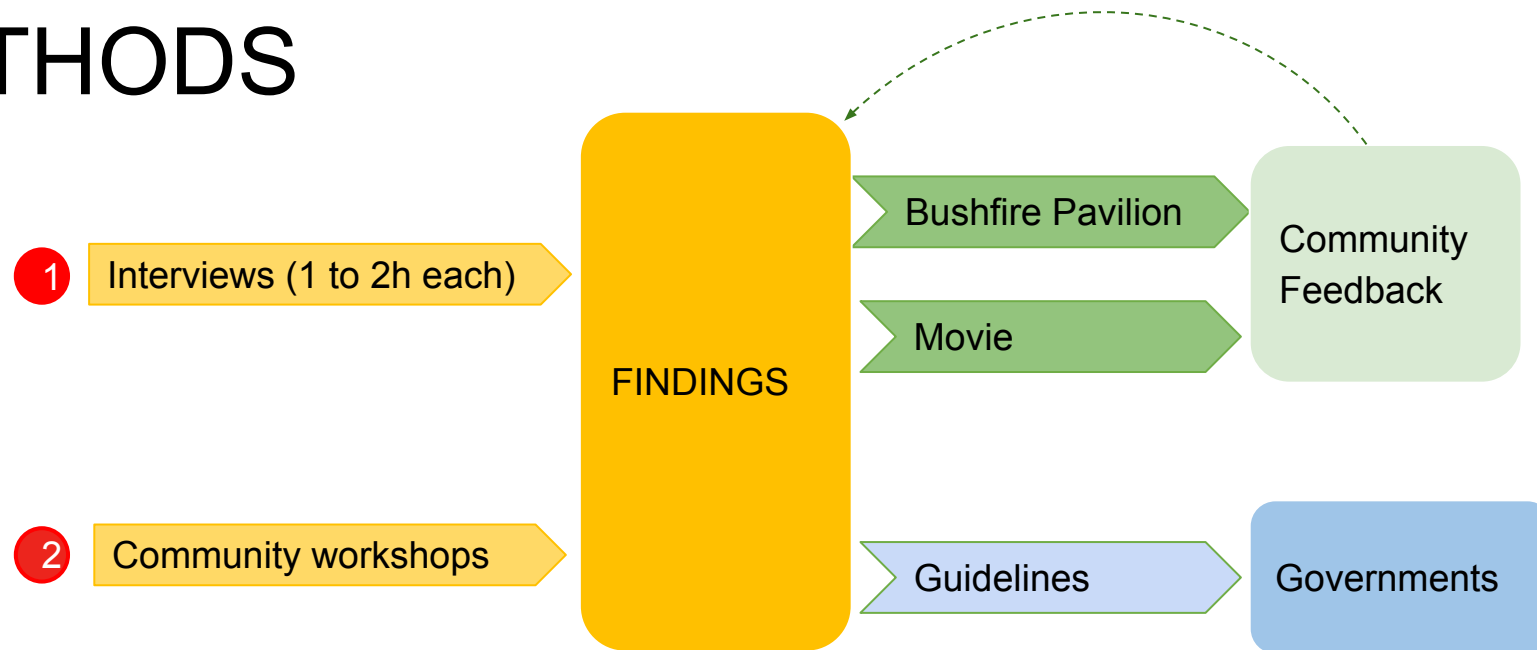 THODS
1
Interviews (1 to 2h each)
2
Community workshops
FINDINGS
Bushfire Pavilion
Movie
Guidelines
Community
Feedback
Governments